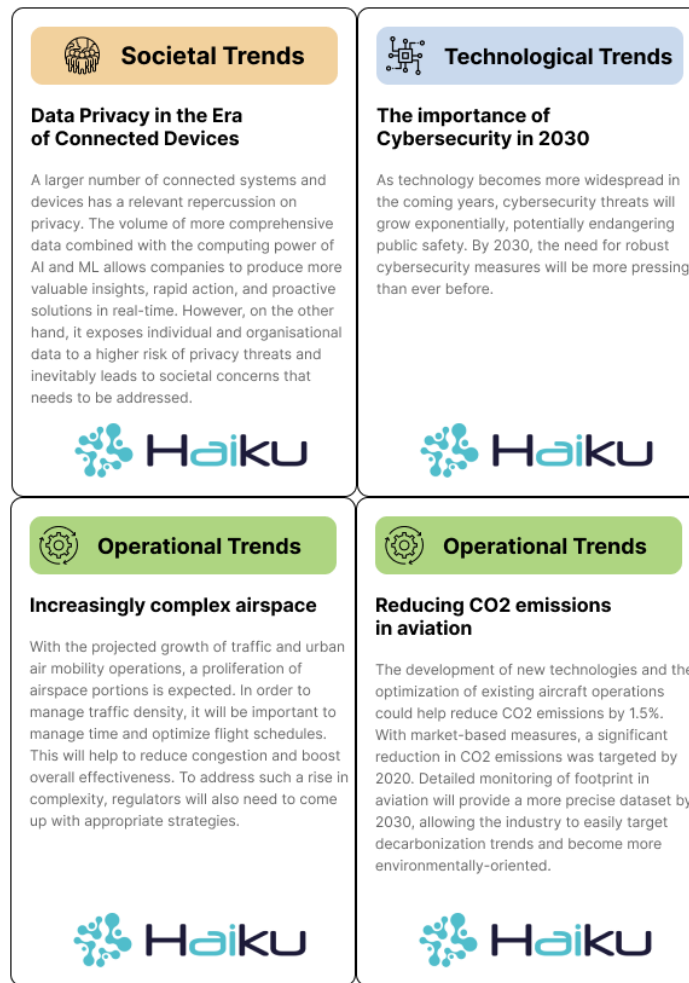 Societal Trends
Data Privacy in the Era
of Connected Devices
A larger number of connected systems and
devices has a relevant repercussion on
privacy. The volume of more comprehensive
data combined with the computing power of
AI and ML allows companies to produce more
valuable insights, rapid action, and proactive
solutions in real-time. However, on the other
hand, it exposes individual and organisational
data to a higher risk of privacy threats and
inevitably leads to societal concerns that
needs to be addressed.
Haiku
Technological Trends
The importance of
Cybersecurity in 2030
As technology becomes more widespread in
the coming years, cybersecurity threats will
grow exponentially, potentially endangering
public safety. By 2030, the need for robust
cybersecurity measures will be more pressing
than ever before.
Haiku
Operational Trends
Increasingly complex airspace
With the projected growth of traffic and urban
air mobility operations, a proliferation of
airspace portions is expected. In order to
manage traffic density, it will be important to
manage time and optimize flight schedules.
This will help to reduce congestion and boost
overall effectiveness. To address such a rise in
complexity, regulators will also need to come
up with appropriate strategies.
Haiku
Operational Trends
Reducing CO2 emissions
in aviation
The development of new technologies and the
optimization of existing aircraft operations
could help reduce CO2 emissions by 1.5%.
With market-based measures, a significant
reduction in CO2 emissions was targeted by
2020. Detailed monitoring of footprint in
aviation will provide a more precise dataset by
2030, allowing the industry to easily target
decarbonization trends and become more
environmentally-oriented.
Haiku